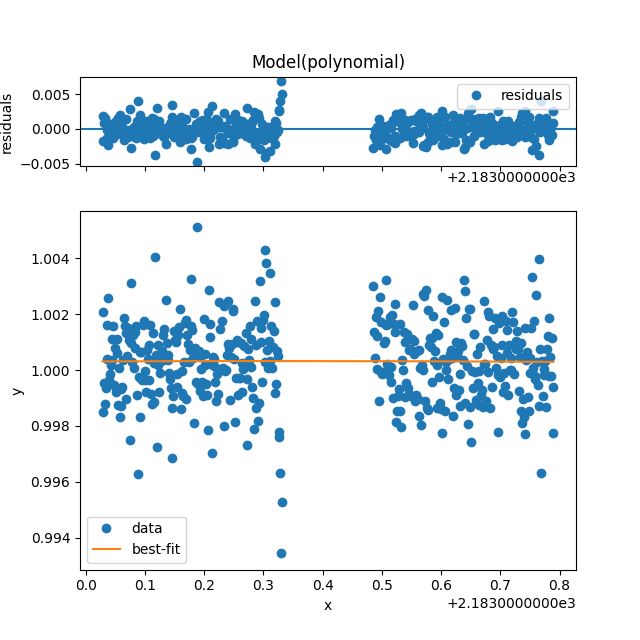 Model(polynomial)
residuals
0.005
0.000
−0.005
residuals
+2.1830000000e3
y
1.004
1.002
1.000
0.998
0.996
0.994
data
best-fit
0.0 0.1 0.2 0.3 0.4 0.5 0.6 0.7 0.8
x
+2.1830000000e3